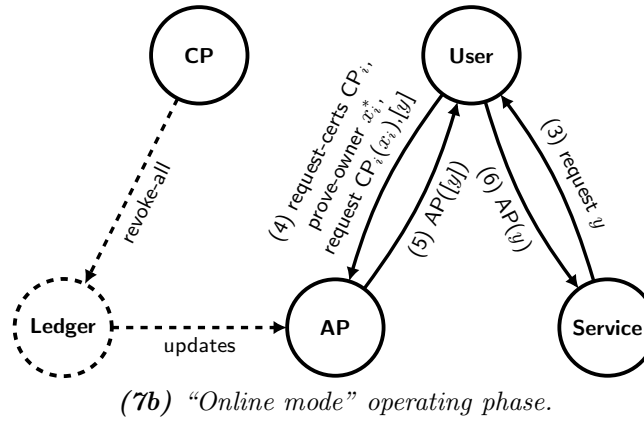 CP
User
revoke-all
(4) request-certs CP_i,
prove-owner x_i^*,
request CP_i(x_i),[y]
(5) AP([y])
(6) AP(y)
(3) request y
Ledger
updates
AP
Service
(7b) “Online mode” operating phase.